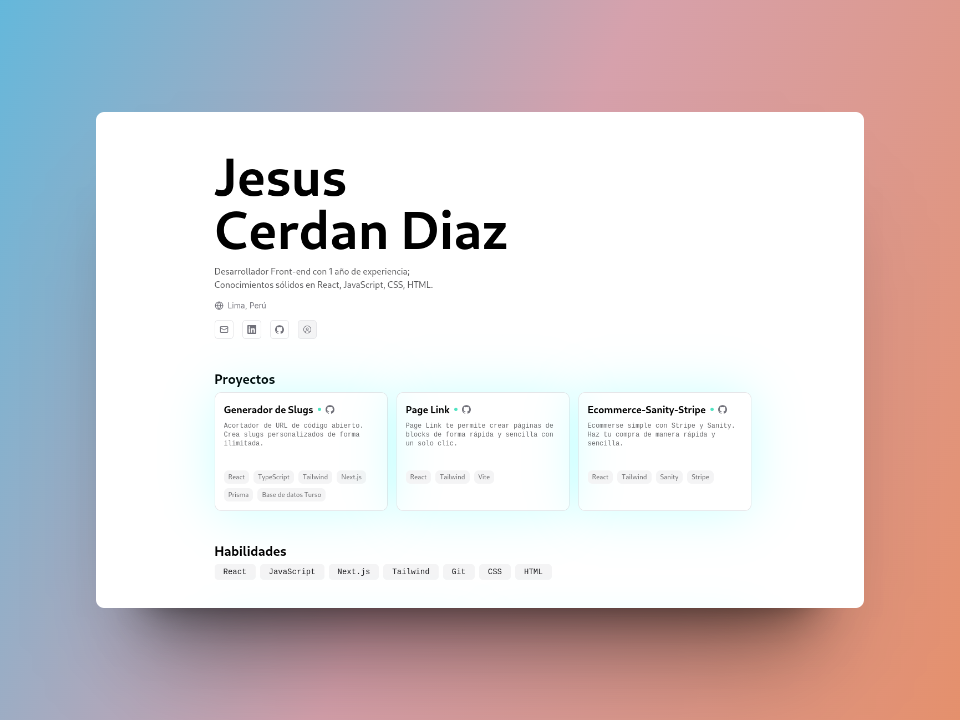 Jesus
Cerdan Diaz
Desarrollador Front-end con 1 año de experiencia;
Conocimientos sólidos en React, JavaScript, CSS, HTML.
Lima, Perú
Proyectos
Generador de Slugs
Acortador de URL de código abierto.
Crea slugs personalizados de forma
ilimitada.
React TypeScript Tailwind Next.js
Prisma Base de datos Turso
Page Link
Page Link te permite crear páginas de
blocks de forma rápida y sencilla con
un solo clic.
React Tailwind Vite
Ecommerce-Sanity-Stripe
Ecommerse simple con Stripe y Sanity.
Haz tu compra de manera rápida y
sencilla.
React Tailwind Sanity Stripe
Habilidades
React JavaScript Next.js Tailwind Git CSS HTML